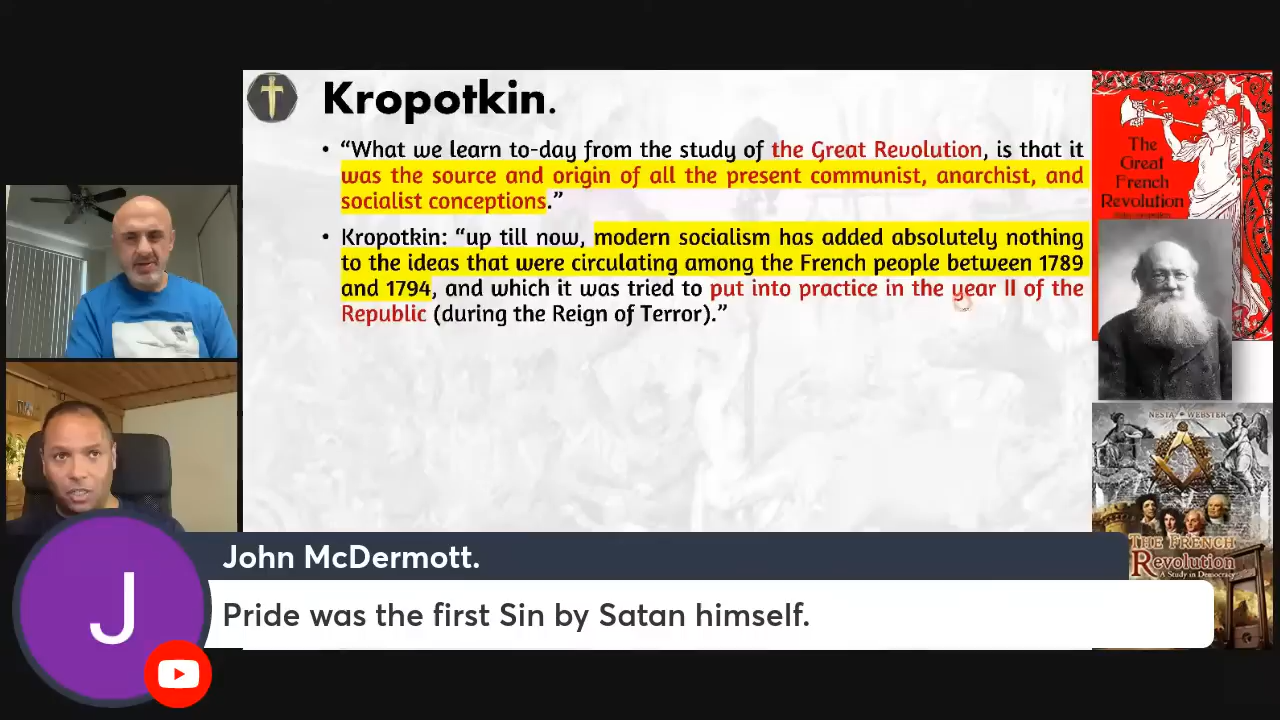 Kropotkin.
• “What we learn to-day from the study of the Great Revolution, is that it
was the source and origin of all the present communist, anarchist, and
socialist conceptions.”
• Kropotkin: “up till now, modern socialism has added absolutely nothing
to the ideas that were circulating among the French people between 1789
and 1794, and which it was tried to put into practice in the year II of the
Republic (during the Reign of Terror).”
The
Great
French
Revolution
NESTA WEBSTER
THE FRENCH
Revolution
A Study in Democracy
J
John McDermott.
Pride was the first Sin by Satan himself.